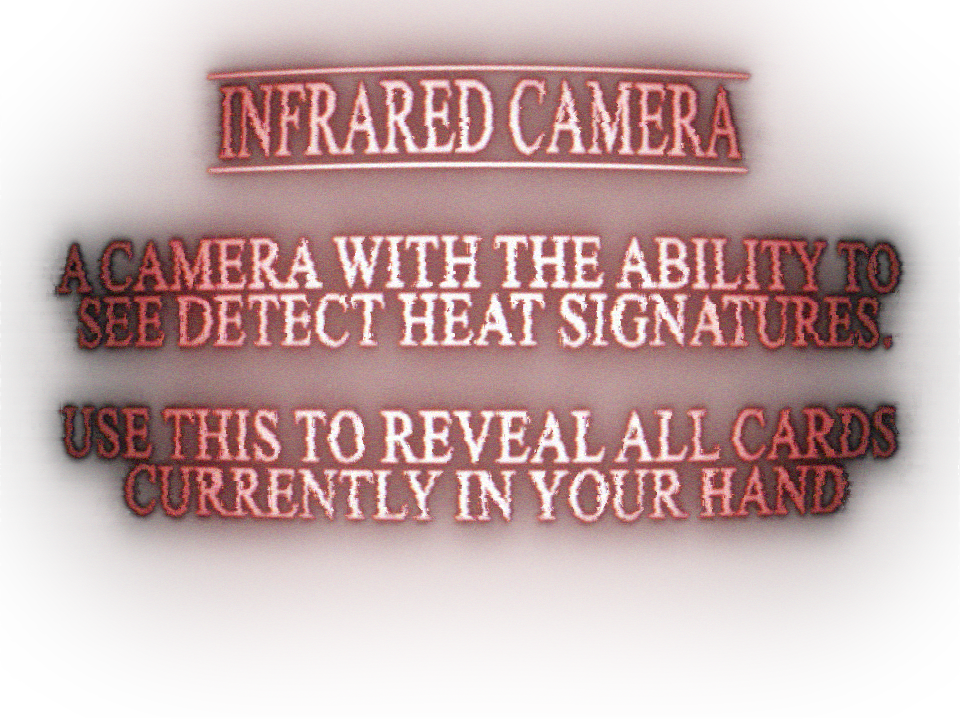 INFRARED CAMERA
A CAMERA WITH THE ABILITY TO
SEE DETECT HEAT SIGNATURES.
USE THIS TO REVEAL ALL CARDS
CURRENTLY IN YOUR HAND